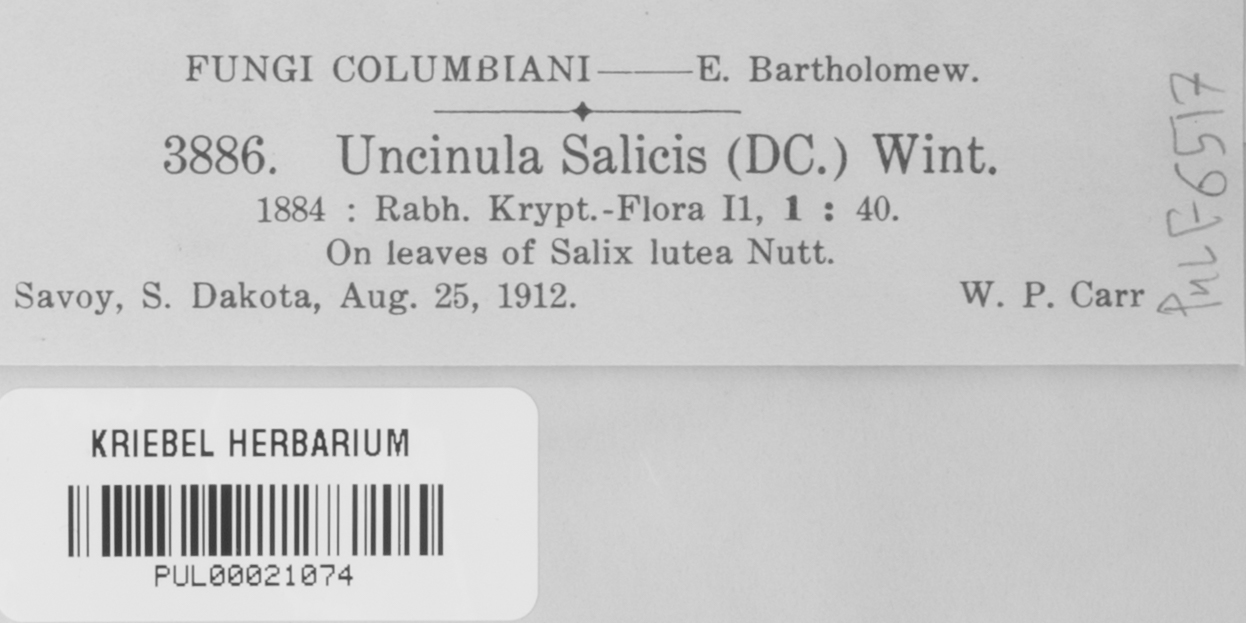 FUNGI COLUMBIANI——E. Bartholomew.
3886. Uncinula Salicis (DC.) Wint.
1884 : Rabh. Krypt.-Flora I1, 1 : 40.
On leaves of Salix lutea Nutt.
Savoy, S. Dakota, Aug. 25, 1912. W. P. Carr
PUL F-6517
KRIEBEL HERBARIUM
PUL00021074